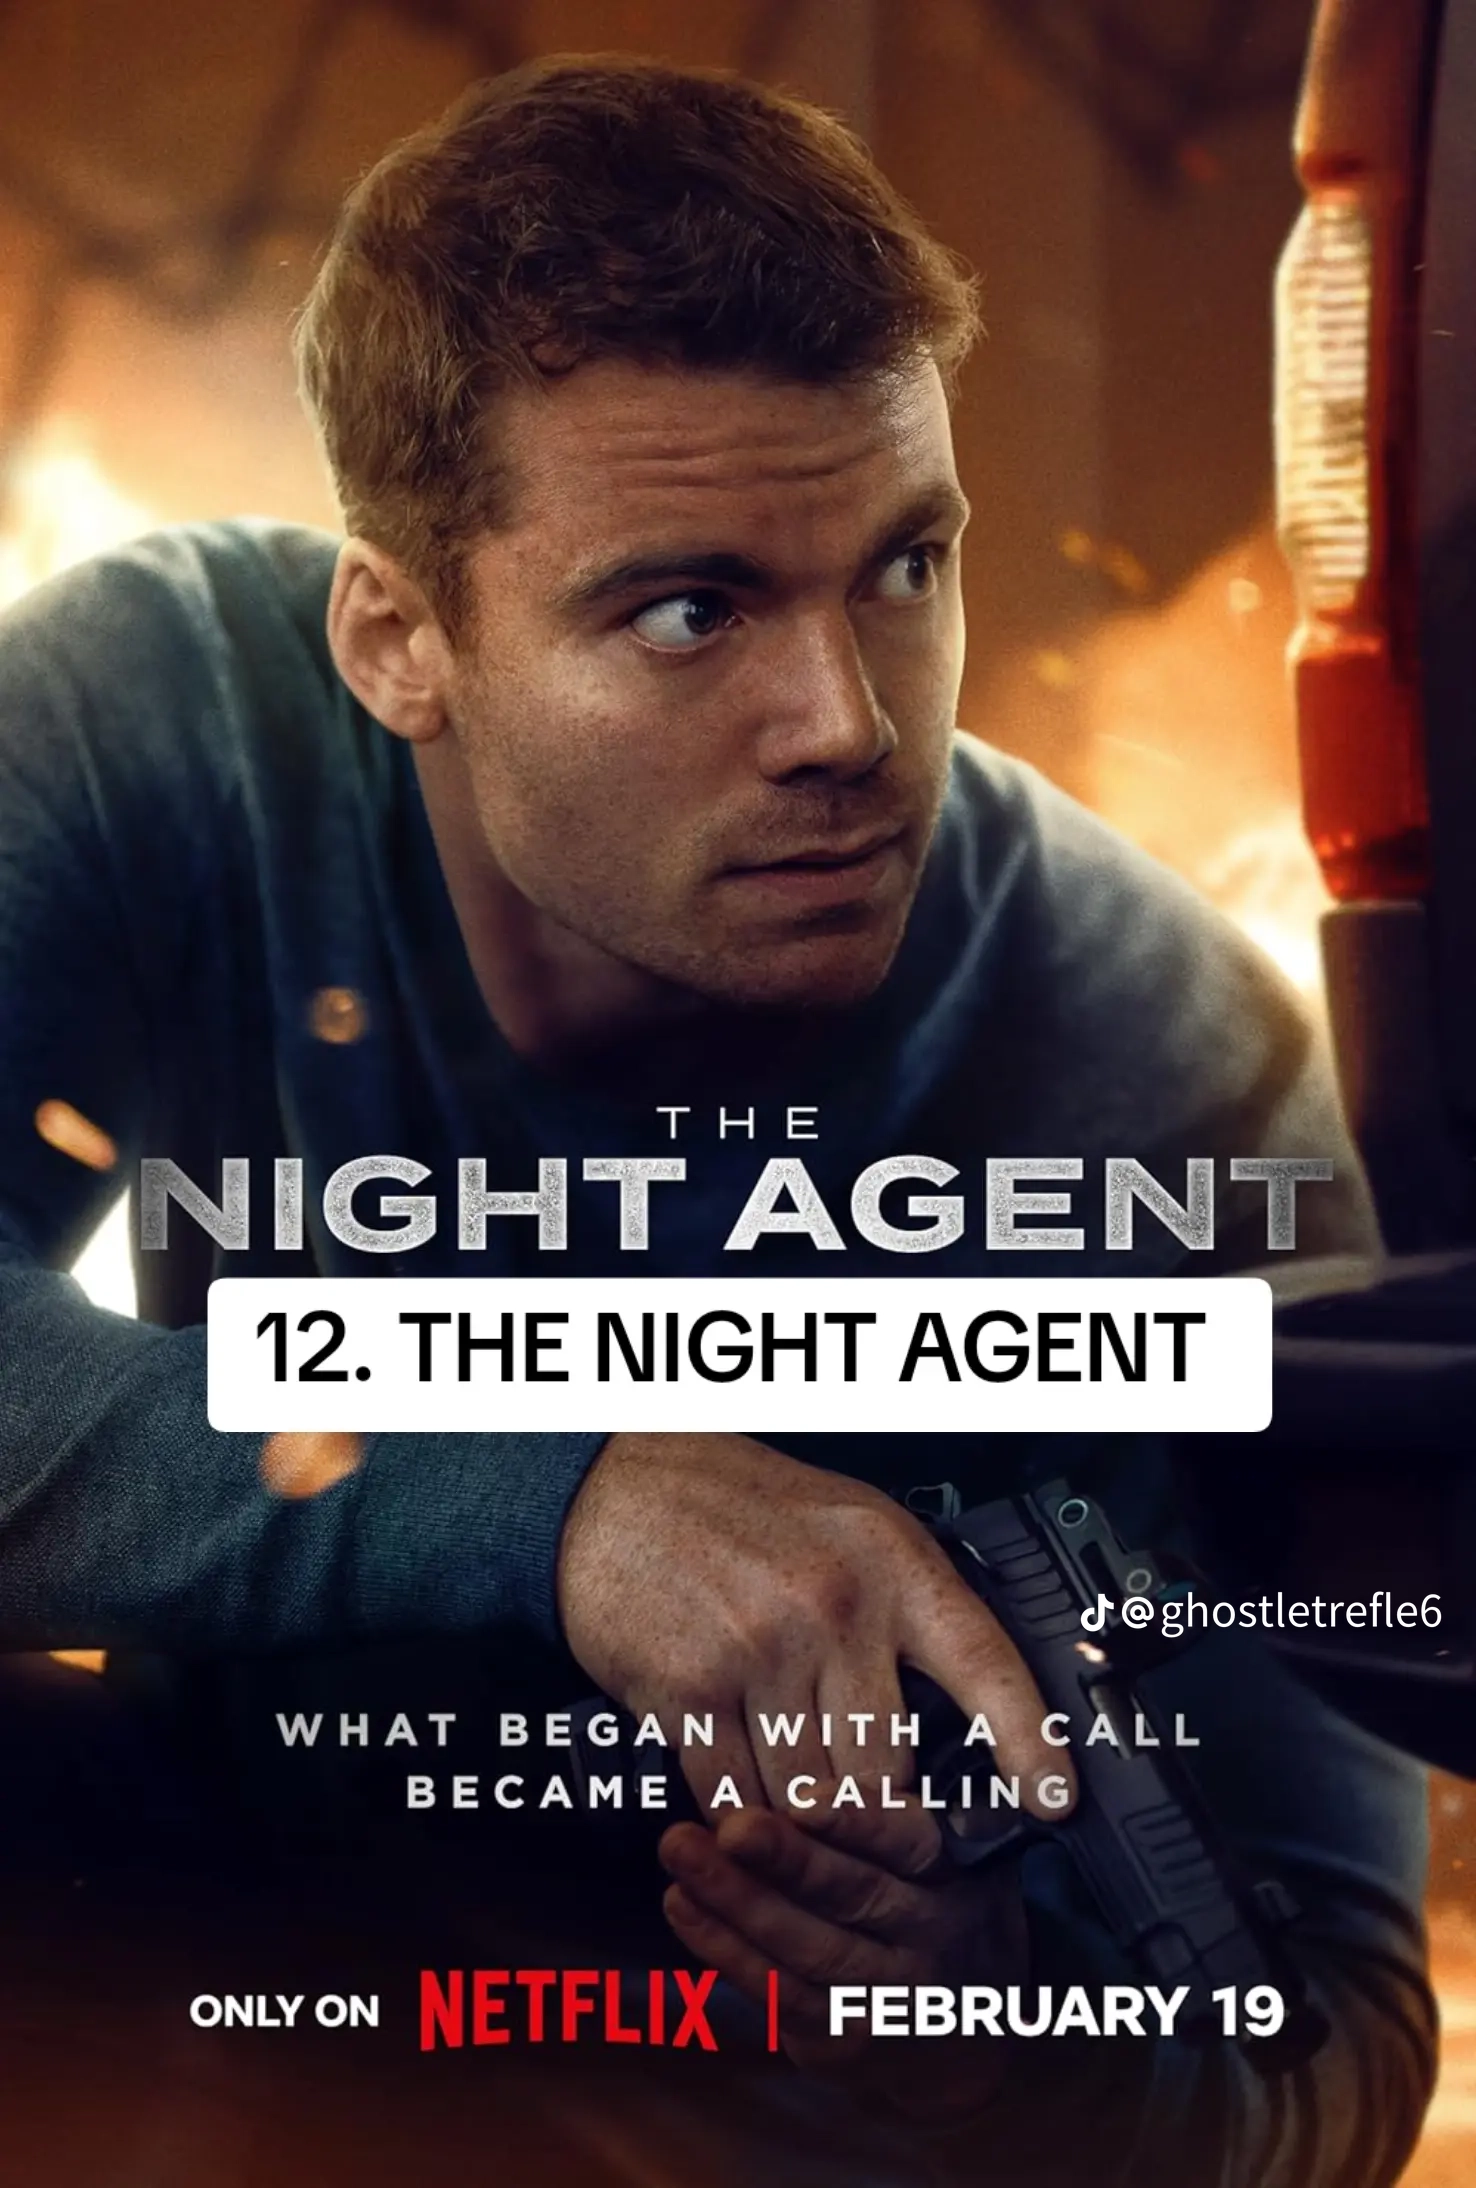 THE
NIGHT AGENT
12. THE NIGHT AGENT
@ghostletrefle6
WHAT BEGAN WITH A CALL
BECAME A CALLING
ONLY ON NETFLIX | FEBRUARY 19